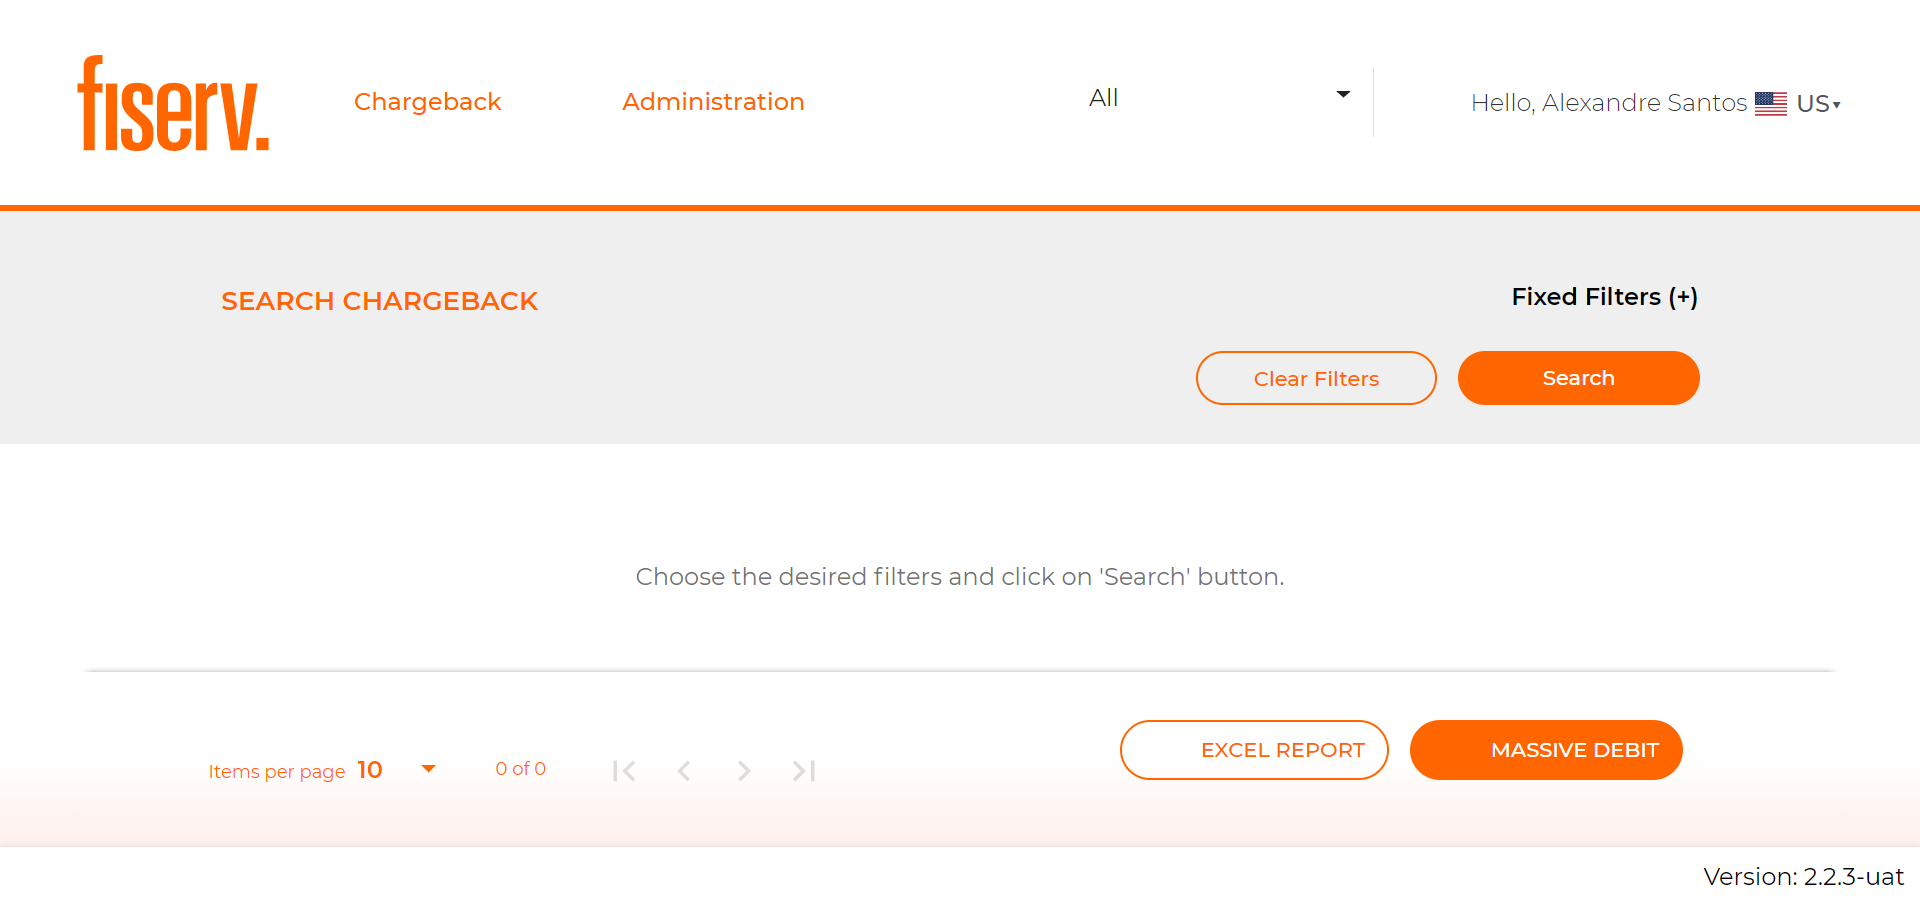 fiserv.
Chargeback
Administration
All
Hello, Alexandre Santos
US
SEARCH CHARGEBACK
Fixed Filters (+)
Clear Filters
Search
Choose the desired filters and click on 'Search' button.
Items per page 10
0 of 0
EXCEL REPORT
MASSIVE DEBIT
Version: 2.2.3-uat